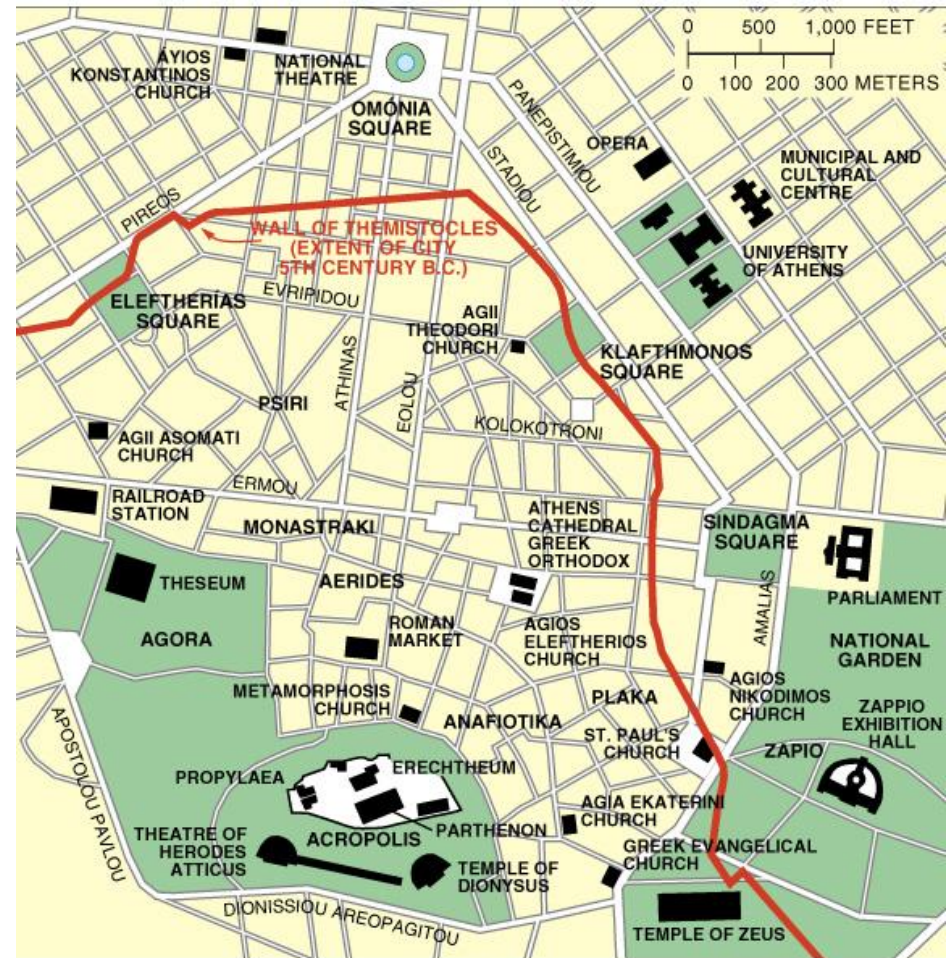 0 500 1,000 FEET
0 100 200 300 METERS
ÁYIOS
KONSTANTINOS
CHURCH
NATIONAL
THEATRE
OMÓNIA
SQUARE
PANEPISTIMIOU
STADIOU
OPERA
MUNICIPAL AND
CULTURAL
CENTRE
UNIVERSITY
OF ATHENS
PIREOS
WALL OF THEMISTOCLES
(EXTENT OF CITY
5TH CENTURY B.C.)
ELEFTHERÍAS
SQUARE
EVRIPIDOU
AGII
THEODORI
CHURCH
KLAFTHMONOS
SQUARE
ATHINAS
EOLOU
PSIRI
KOLOKOTRONI
AGII ASOMATI
CHURCH
ERMOU
RAILROAD
STATION
MONASTRAKI
ATHENS
CATHEDRAL
GREEK
ORTHODOX
SINDAGMA
SQUARE
THESEUM
AERIDES
PARLIAMENT
AGORA
ROMAN
MARKET
AGIOS
ELEFTHERIOS
CHURCH
AMALIAS
NATIONAL
GARDEN
METAMORPHOSIS
CHURCH
ANAFIOTIKA
PLAKA
AGIOS
NIKODIMOS
CHURCH
ST. PAUL'S
CHURCH
ZAPPIO
EXHIBITION
HALL
ZAPIO
APOSTOLOU PAVLOU
PROPYLAEA
ERECHTHEUM
ACROPOLIS
PARTHENON
AGIA EKATERINI
CHURCH
THEATRE OF
HERODES
ATTICUS
TEMPLE OF
DIONYSUS
GREEK EVANGELICAL
CHURCH
DIONISSIOU AREOPAGITOU
TEMPLE OF ZEUS